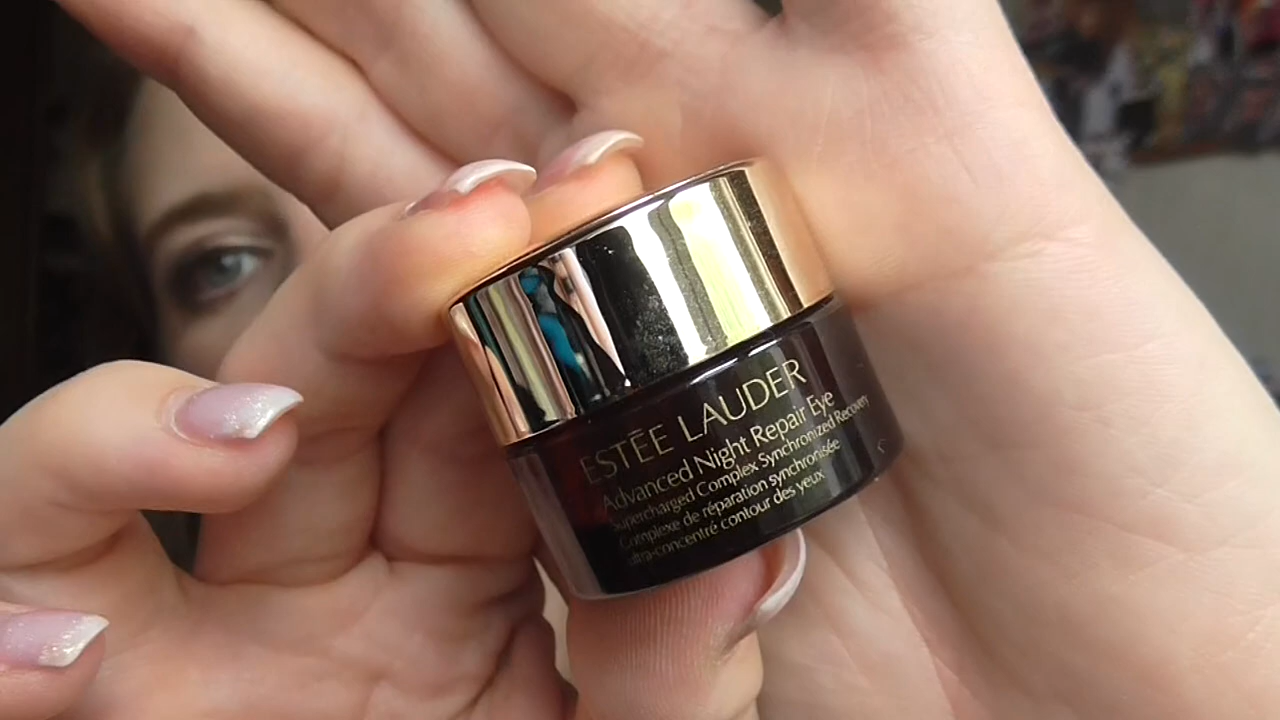 ESTĒE LAUDER
Advanced Night Repair Eye
Supercharged Complex Synchronized Recovery
Complexe de réparation synchronisée
ultra-concentré contour des yeux